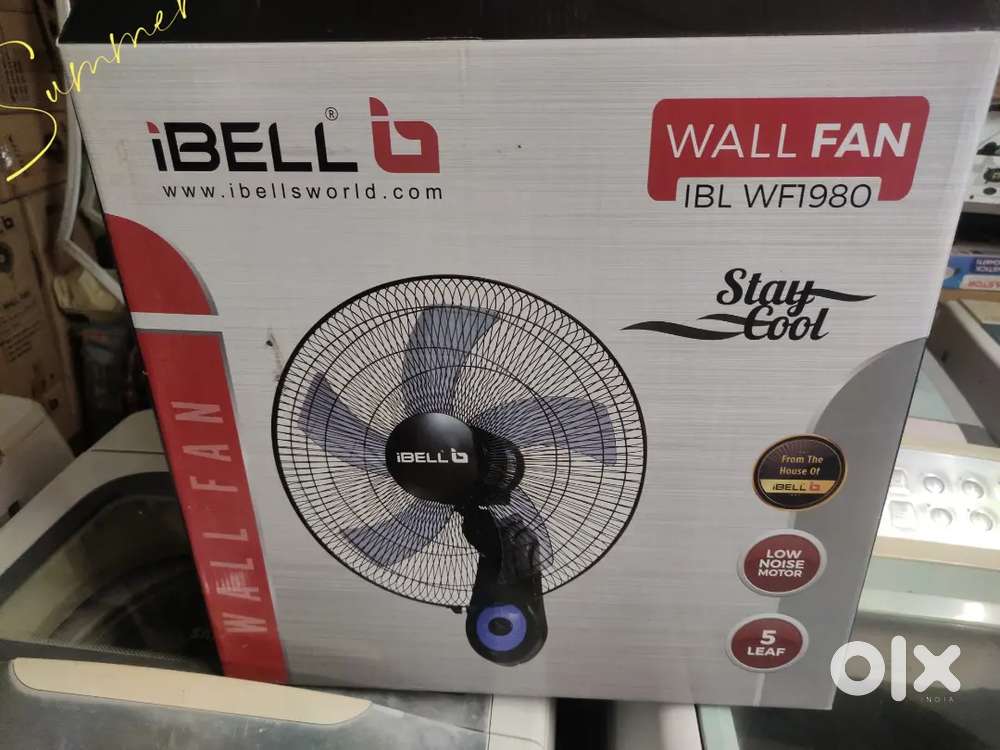 Summer
iBELL®
www.ibellsworld.com
WALL FAN
IBL WF1980
Stay
Cool
WALL FAN
iBELL
From The
House Of
iBELL
LOW
NOISE
MOTOR
5
LEAF
olx
INDIA